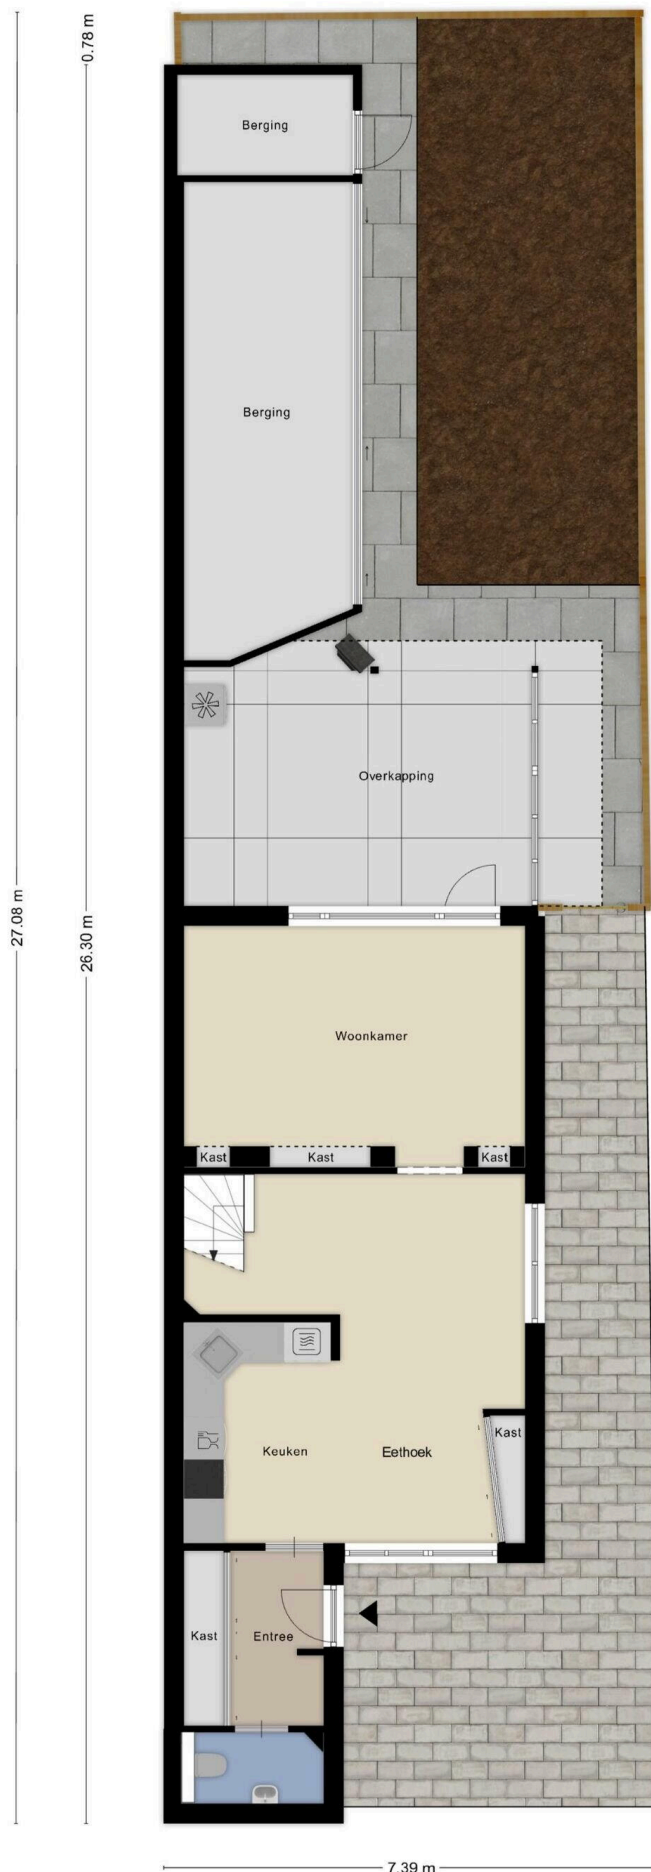 0.78 m
Berging
Berging
Overkapping
27.08 m
26.30 m
Woonkamer
Kast
Kast
Kast
Kast
Keuken
Eethoek
Kast
Entree
7.39 m